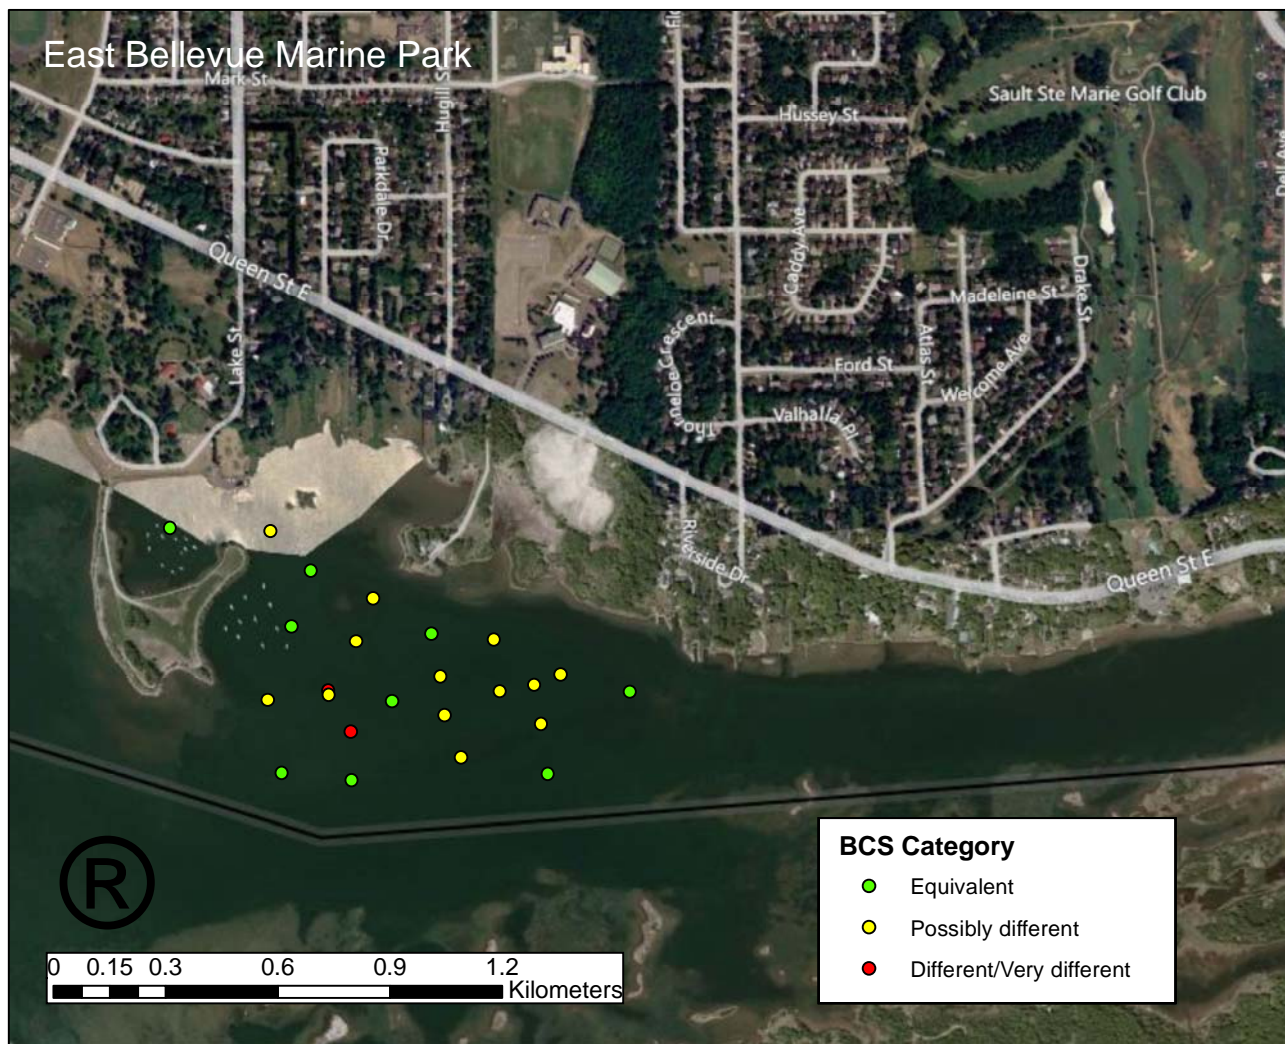 East Bellevue Marine Park
Mark St
Hugill St
Hussey St
Sault Ste Marie Golf Club
Parkdale Dr
Caddy Ave
Queen St E
Lake St
Thorneloe Crescent
Madeleine St
Drake St
Atlas St
Welcome Ave
Ford St
Valhalla Pl
Riverside Dr
Queen St E
®
BCS Category
Equivalent
Possibly different
Different/Very different
0 0.15 0.3 0.6 0.9 1.2
Kilometers